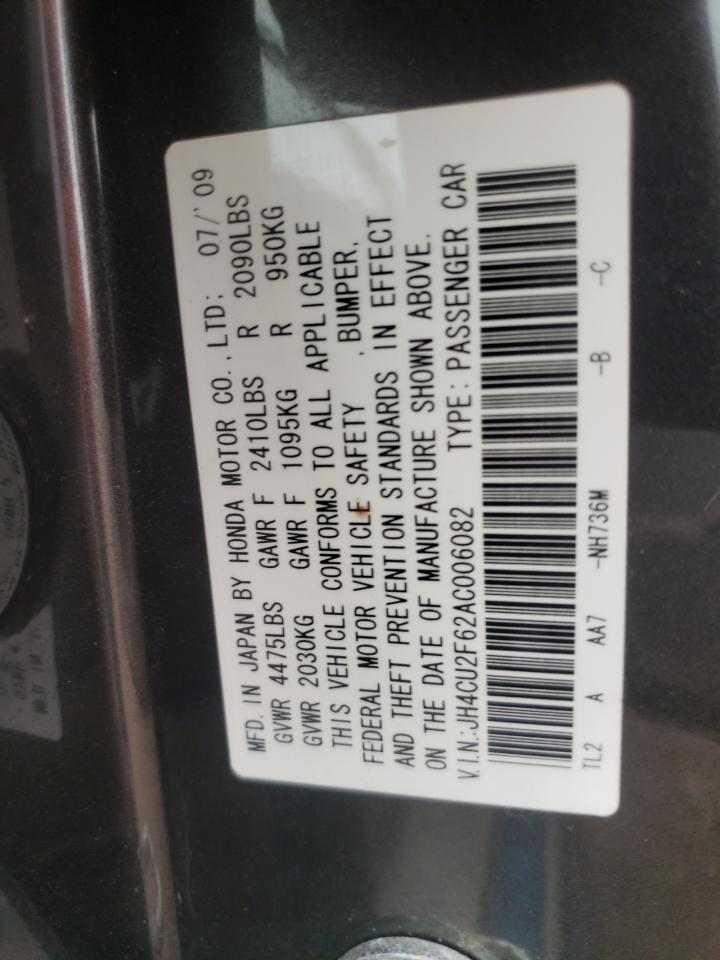 MFD. IN JAPAN BY HONDA MOTOR CO., LTD: 07/'09
GVWR 4475LBS GAWR F 2410LBS R 2090LBS
GVWR 2030KG GAWR F 1095KG R 950KG
THIS VEHICLE CONFORMS TO ALL APPLICABLE
FEDERAL MOTOR VEHICLE SAFETY , BUMPER,
AND THEFT PREVENTION STANDARDS IN EFFECT
ON THE DATE OF MANUFACTURE SHOWN ABOVE.
V.I.N.:JH4CU2F62AC006082 TYPE: PASSENGER CAR
TL2 A AA7 -NH736M -B -C